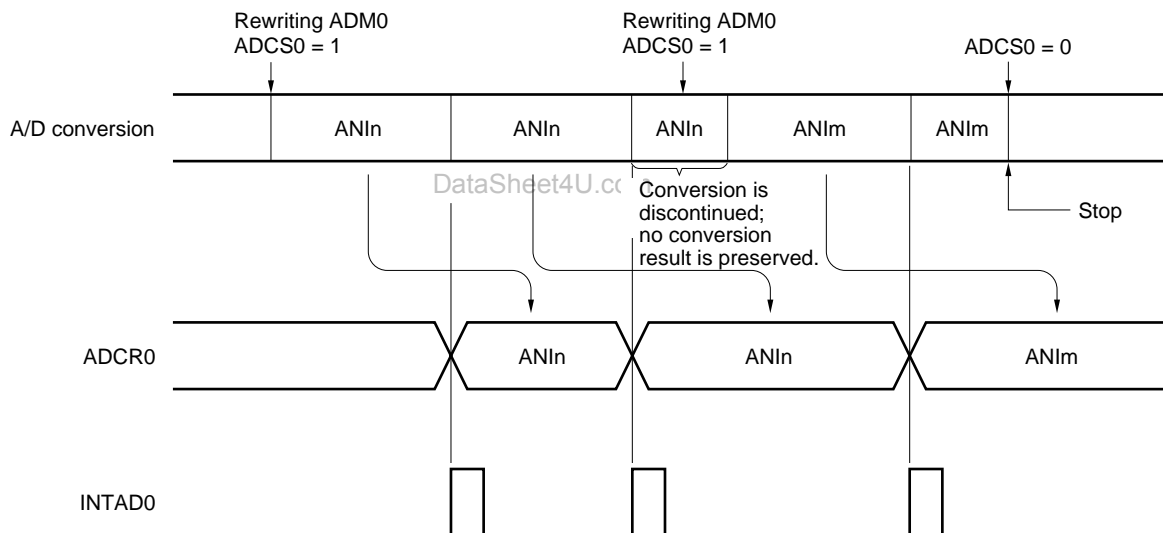 Rewriting ADM0
ADCS0 = 1
Rewriting ADM0
ADCS0 = 1
ADCS0 = 0
A/D conversion
ANIn
ANIn
ANIn
ANIm
ANIm
DataSheet4U.c
Conversion is
discontinued;
no conversion
result is preserved.
Stop
ADCR0
ANIn
ANIn
ANIm
INTAD0